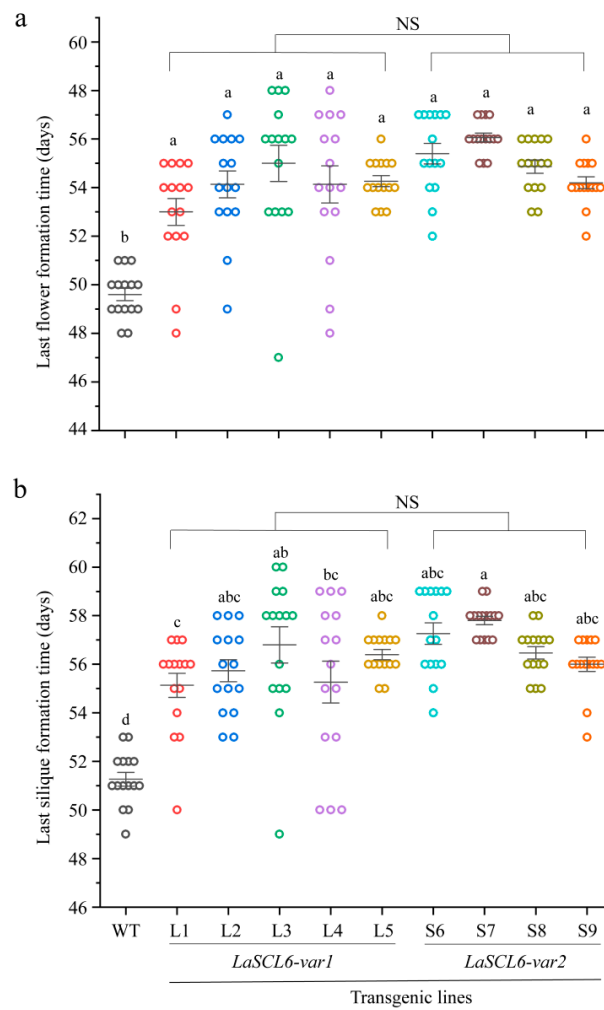 a
NS
Last flower formation time (days)
60
58
56
54
52
50
48
46
44
b
a
a
a
a
a
a
a
a
a
b
NS
Last silique formation time (days)
62
60
58
56
54
52
50
48
46
d
c
abc
ab
bc
abc
abc
a
abc
abc
WT L1 L2 L3 L4 L5 S6 S7 S8 S9
LaSCL6-var1 LaSCL6-var2
Transgenic lines